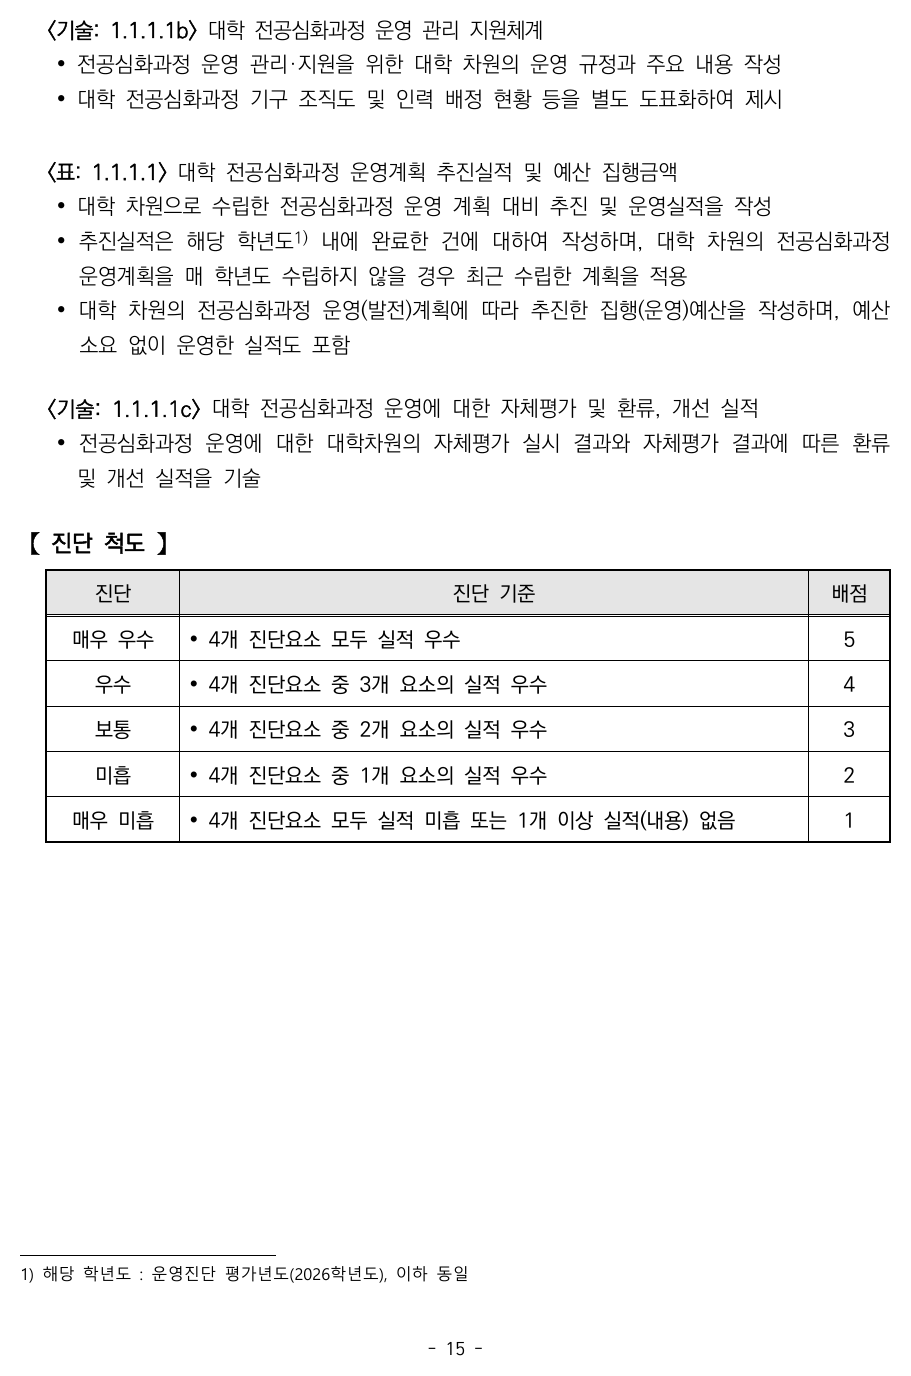 <기술: 1.1.1.1b> 대학 전공심화과정 운영 관리 지원체계
• 전공심화과정 운영 관리·지원을 위한 대학 차원의 운영 규정과 주요 내용 작성
• 대학 전공심화과정 기구 조직도 및 인력 배정 현황 등을 별도 도표화하여 제시
<표: 1.1.1.1> 대학 전공심화과정 운영계획 추진실적 및 예산 집행금액
• 대학 차원으로 수립한 전공심화과정 운영 계획 대비 추진 및 운영실적을 작성
• 추진실적은 해당 학년도1) 내에 완료한 건에 대하여 작성하며, 대학 차원의 전공심화과정
운영계획을 매 학년도 수립하지 않을 경우 최근 수립한 계획을 적용
• 대학 차원의 전공심화과정 운영(발전)계획에 따라 추진한 집행(운영)예산을 작성하며, 예산
소요 없이 운영한 실적도 포함
<기술: 1.1.1.1c> 대학 전공심화과정 운영에 대한 자체평가 및 환류, 개선 실적
• 전공심화과정 운영에 대한 대학차원의 자체평가 실시 결과와 자체평가 결과에 따른 환류
및 개선 실적을 기술
【 진단 척도 】
진단 진단 기준 배점
매우 우수 • 4개 진단요소 모두 실적 우수 5
우수 • 4개 진단요소 중 3개 요소의 실적 우수 4
보통 • 4개 진단요소 중 2개 요소의 실적 우수 3
미흡 • 4개 진단요소 중 1개 요소의 실적 우수 2
매우 미흡 • 4개 진단요소 모두 실적 미흡 또는 1개 이상 실적(내용) 없음 1
1) 해당 학년도 : 운영진단 평가년도(2026학년도), 이하 동일
- 15 -